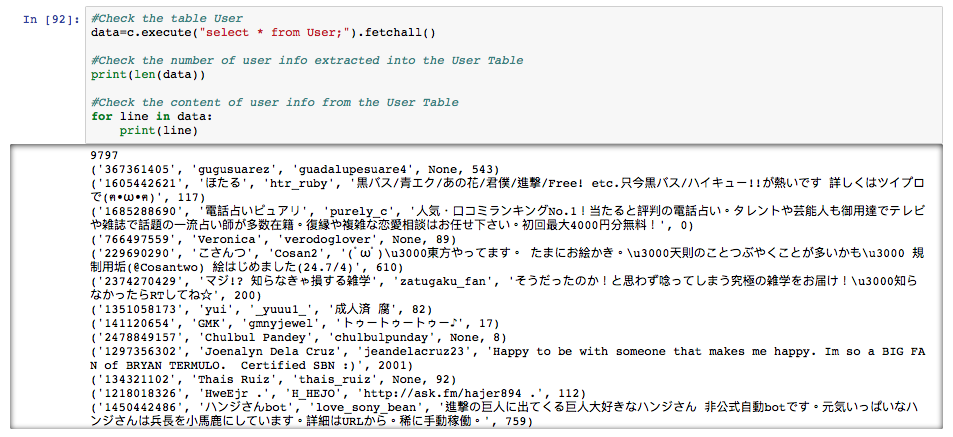 In [92]: #Check the table User
data=c.execute("select * from User;").fetchall()
#Check the number of user info extracted into the User Table
print(len(data))
#Check the content of user info from the User Table
for line in data:
    print(line)
9797
('367361405', 'gugusuarez', 'guadalupesuare4', None, 543)
('1605442621', 'ほたる', 'htr_ruby', '黒バス/青エク/あの花/君僕/進撃/Free! etc.只今黒バス/ハイキュー!!が熱いです 詳しくはツイプロ
で(ฅ•ω•ฅ)', 117)
('1685288690', '電話占いピュアリ', 'purely_c', '人気・口コミランキングNo.1！当たると評判の電話占い。タレントや芸能人も御用達でテレビ
や雑誌で話題の一流占い師が多数在籍。復縁や複雑な恋愛相談はお任せ下さい。初回最大4000円分無料！', 0)
('766497559', 'Veronica', 'verodoglover', None, 89)
('229690290', 'こさんつ', 'Cosan2', '(˙ω˙)\u3000東方やってます。 たまにお絵かき。\u3000天則のことつぶやくことが多いかも\u3000 規
制用垢(@Cosantwo) 絵はじめました(24.7/4)', 610)
('2374270429', 'マジ!? 知らなきゃ損する雑学', 'zatugaku_fan', 'そうだったのか！と思わず唸ってしまう究極の雑学をお届け！\u3000知ら
なかったらRTしてね☆', 200)
('1351058173', 'yui', '_yuuu1_', '成人済 腐', 82)
('141120654', 'GMK', 'gmnyjewel', 'トゥートゥートゥー♪', 17)
('2478849157', 'Chulbul Pandey', 'chulbulpunday', None, 8)
('1297356302', 'Joenalyn Dela Cruz', 'jeandelacruz23', 'Happy to be with someone that makes me happy. Im so a BIG FA
N of BRYAN TERMULO.  Certified SBN :)', 2001)
('134321102', 'Thais Ruiz', 'thais_ruiz', None, 92)
('1218018326', 'HweEjr .', 'H_HEJO', 'http://ask.fm/hajer894 .', 112)
('1450442486', 'ハンジさんbot', 'love_sony_bean', '進撃の巨人に出てくる巨人大好きなハンジさん 非公式自動botです。元気いっぱいなハ
ンジさんは兵長を小馬鹿にしています。詳細はURLから。稀に手動稼働。', 759)